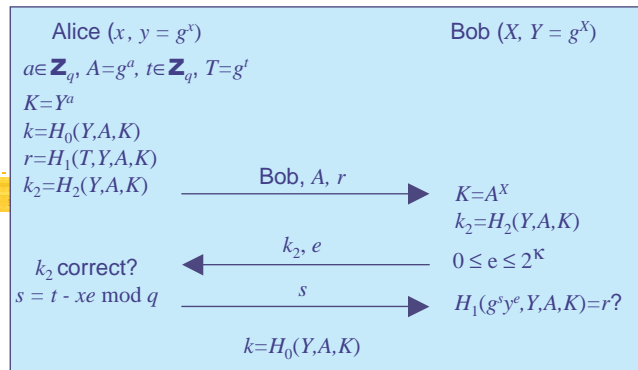 Alice (x, y = g^x) Bob (X, Y = g^X)
a∈Z_q, A=g^a, t∈Z_q, T=g^t
K=Y^a
k=H_0(Y,A,K)
r=H_1(T,Y,A,K)
k_2=H_2(Y,A,K)
Bob, A, r
K=A^X
k_2=H_2(Y,A,K)
k_2, e
0 ≤ e ≤ 2^κ
k_2 correct?
s = t - xe mod q
s
H_1(g^s y^e,Y,A,K)=r?
k=H_0(Y,A,K)